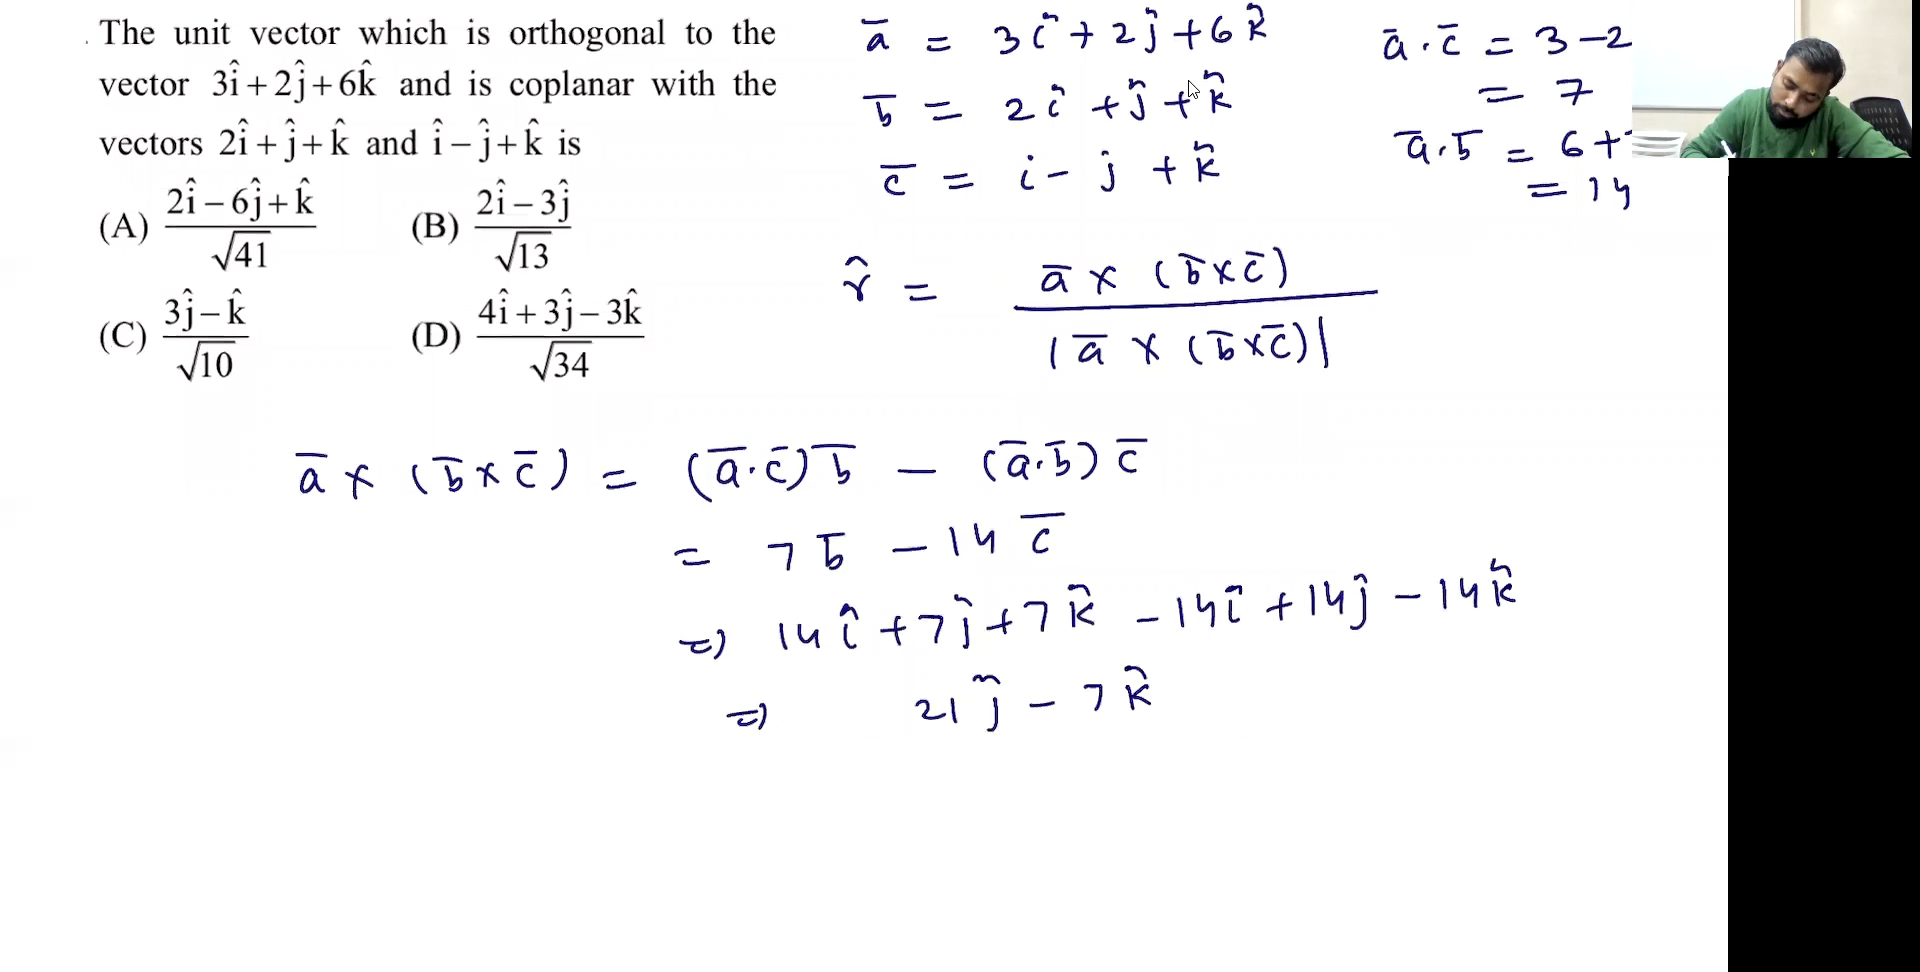 The unit vector which is orthogonal to the
vector 3î + 2ĵ + 6k̂ and is coplanar with the
vectors 2î + ĵ + k̂ and î − ĵ + k̂ is
(A) (2î − 6ĵ + k̂)/√41 (B) (2î − 3ĵ)/√13
(C) (3ĵ − k̂)/√10 (D) (4î + 3ĵ − 3k̂)/√34
a̅ = 3î + 2ĵ + 6k̂
b̅ = 2î + ĵ + k̂
c̅ = i − j + k̂
a̅ · c̅ = 3 − 2
= 7
a̅ · b̅ = 6 +
= 14
r̂ = a̅ × (b̅ × c̅) / |a̅ × (b̅ × c̅)|
a̅ × (b̅ × c̅) = (a̅ · c̅) b̅ − (a̅ · b̅) c̅
= 7 b̅ − 14 c̅
⇒ 14î + 7ĵ + 7k̂ − 14î + 14ĵ − 14k̂
⇒ 21ĵ − 7k̂